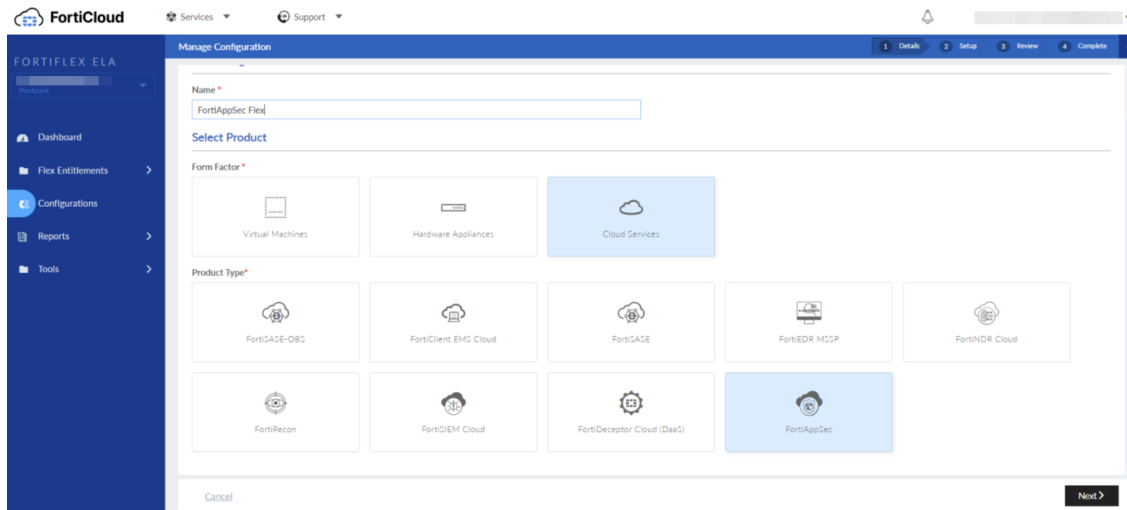 FortiCloud
Services
Support
FORTIFLEX ELA
Postpaid
Dashboard
Flex Entitlements
Configurations
Reports
Tools
Manage Configuration
1 Details
2 Setup
3 Review
4 Complete
Name *
FortiAppSec Flex
Select Product
Form Factor *
Virtual Machines
Hardware Appliances
Cloud Services
Product Type*
FortiSASE-OBS
FortiClient EMS Cloud
FortiSASE
FortiEDR MSSP
FortiNDR Cloud
FortiRecon
FortiSIEM Cloud
FortiDeceptor Cloud (DaaS)
FortiAppSec
Cancel
Next